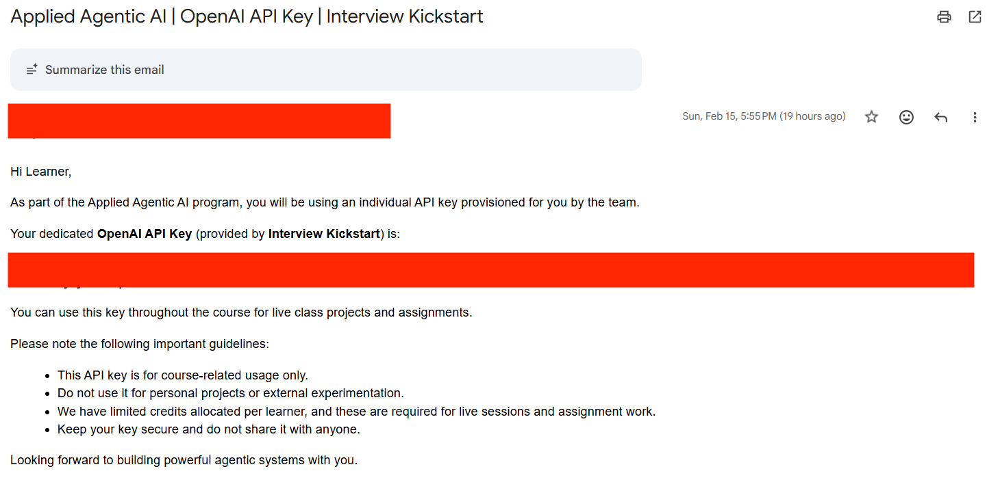 Applied Agentic AI | OpenAI API Key | Interview Kickstart
Summarize this email
Sun, Feb 15, 5:55 PM (19 hours ago)
Hi Learner,
As part of the Applied Agentic AI program, you will be using an individual API key provisioned for you by the team.
Your dedicated OpenAI API Key (provided by Interview Kickstart) is:
You can use this key throughout the course for live class projects and assignments.
Please note the following important guidelines:
• This API key is for course-related usage only.
• Do not use it for personal projects or external experimentation.
• We have limited credits allocated per learner, and these are required for live sessions and assignment work.
• Keep your key secure and do not share it with anyone.
Looking forward to building powerful agentic systems with you.